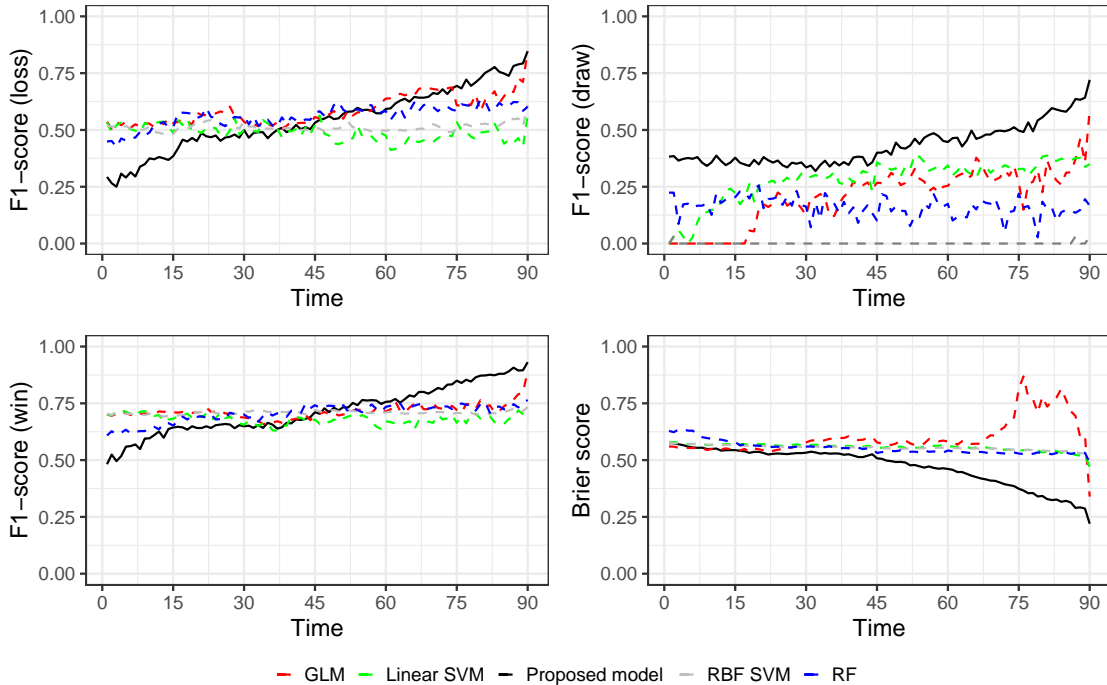 F1−score (loss)
1.00
0.75
0.50
0.25
0.00
0 15 30 45 60 75 90
Time
F1−score (draw)
1.00
0.75
0.50
0.25
0.00
0 15 30 45 60 75 90
Time
F1−score (win)
1.00
0.75
0.50
0.25
0.00
0 15 30 45 60 75 90
Time
Brier score
1.00
0.75
0.50
0.25
0.00
0 15 30 45 60 75 90
Time
GLM Linear SVM Proposed model RBF SVM RF